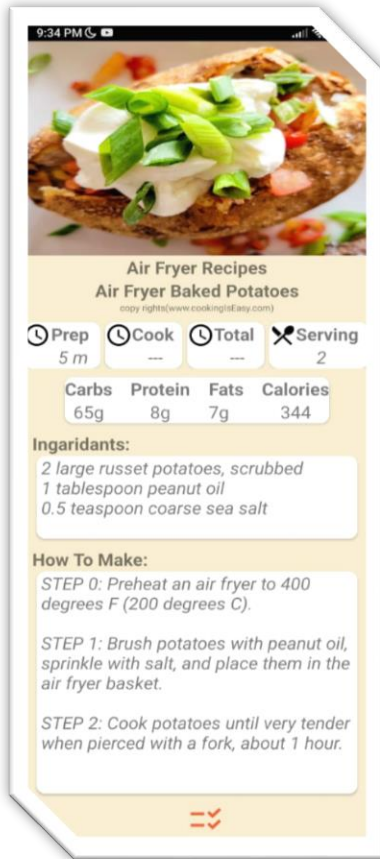 9:34 PM
Air Fryer Recipes
Air Fryer Baked Potatoes
copy rights(www.cookingIsEasy.com)
Prep Cook Total Serving
5 m --- --- 2
Carbs Protein Fats Calories
65g 8g 7g 344
Ingaridants:
2 large russet potatoes, scrubbed
1 tablespoon peanut oil
0.5 teaspoon coarse sea salt
How To Make:
STEP 0: Preheat an air fryer to 400
degrees F (200 degrees C).
STEP 1: Brush potatoes with peanut oil,
sprinkle with salt, and place them in the
air fryer basket.
STEP 2: Cook potatoes until very tender
when pierced with a fork, about 1 hour.